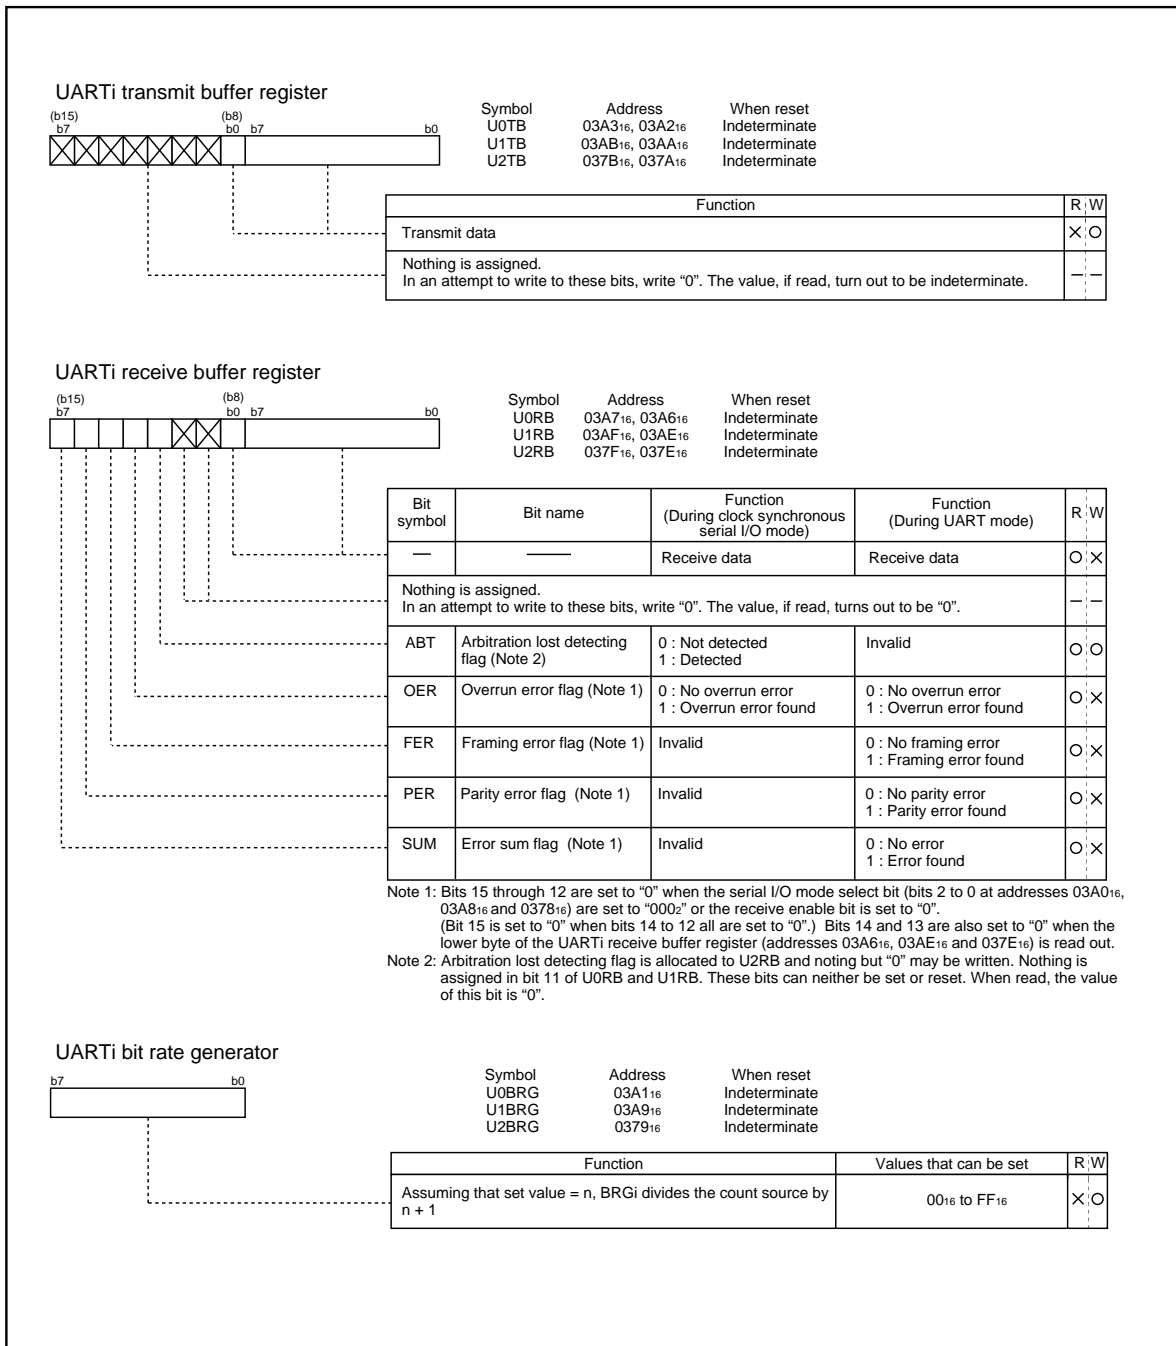 UARTi transmit buffer register
(b15) (b8)
b7 b0 b7 b0
Symbol Address When reset
U0TB 03A316, 03A216 Indeterminate
U1TB 03AB16, 03AA16 Indeterminate
U2TB 037B16, 037A16 Indeterminate
Function R W
Transmit data X O
Nothing is assigned.
In an attempt to write to these bits, write “0”. The value, if read, turn out to be indeterminate. — —
UARTi receive buffer register
(b15) (b8)
b7 b0 b7 b0
Symbol Address When reset
U0RB 03A716, 03A616 Indeterminate
U1RB 03AF16, 03AE16 Indeterminate
U2RB 037F16, 037E16 Indeterminate
Bit symbol Bit name Function (During clock synchronous serial I/O mode) Function (During UART mode) R W
— — Receive data Receive data O X
Nothing is assigned.
In an attempt to write to these bits, write “0”. The value, if read, turns out to be “0”. — —
ABT Arbitration lost detecting flag (Note 2) 0 : Not detected 1 : Detected Invalid O O
OER Overrun error flag (Note 1) 0 : No overrun error 1 : Overrun error found 0 : No overrun error 1 : Overrun error found O X
FER Framing error flag (Note 1) Invalid 0 : No framing error 1 : Framing error found O X
PER Parity error flag (Note 1) Invalid 0 : No parity error 1 : Parity error found O X
SUM Error sum flag (Note 1) Invalid 0 : No error 1 : Error found O X
Note 1: Bits 15 through 12 are set to “0” when the serial I/O mode select bit (bits 2 to 0 at addresses 03A016,
03A816 and 037816) are set to “0002” or the receive enable bit is set to “0”.
(Bit 15 is set to “0” when bits 14 to 12 all are set to “0”.) Bits 14 and 13 are also set to “0” when the
lower byte of the UARTi receive buffer register (addresses 03A616, 03AE16 and 037E16) is read out.
Note 2: Arbitration lost detecting flag is allocated to U2RB and noting but “0” may be written. Nothing is
assigned in bit 11 of U0RB and U1RB. These bits can neither be set or reset. When read, the value
of this bit is “0”.
UARTi bit rate generator
b7 b0
Symbol Address When reset
U0BRG 03A116 Indeterminate
U1BRG 03A916 Indeterminate
U2BRG 037916 Indeterminate
Function Values that can be set R W
Assuming that set value = n, BRGi divides the count source by
n + 1 0016 to FF16 X O